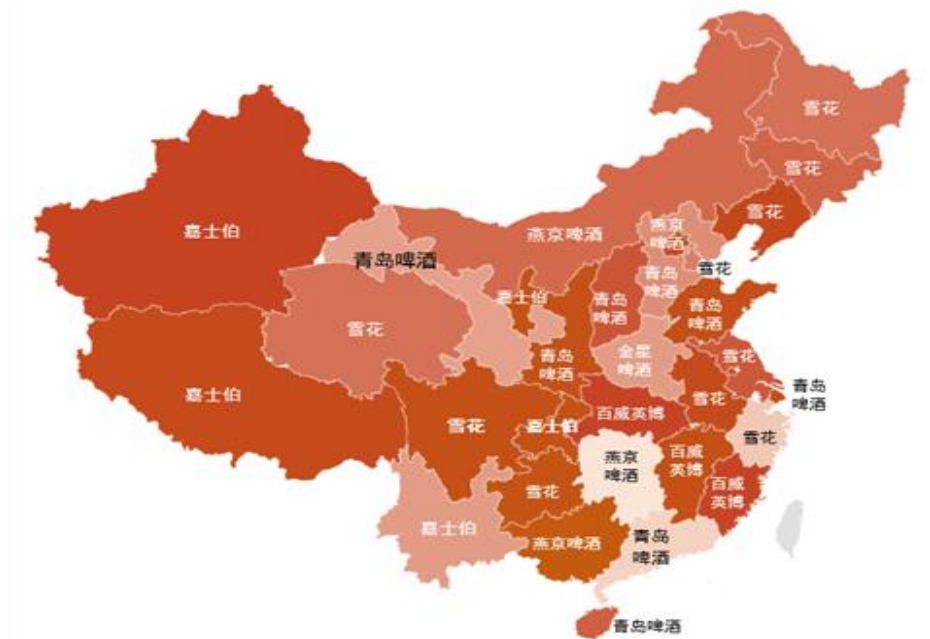 雪花
雪花
雪花
嘉士伯
燕京啤酒
燕京
啤酒
青岛啤酒
雪花
青岛
啤酒
嘉士伯
青岛
啤酒
青岛
啤酒
雪花
金星
啤酒
雪花
青岛
啤酒
嘉士伯
青岛
啤酒
雪花
百威英博
雪花
嘉士伯
雪花
百威
英博
燕京
啤酒
百威
英博
雪花
嘉士伯
燕京啤酒
青岛
啤酒
青岛啤酒